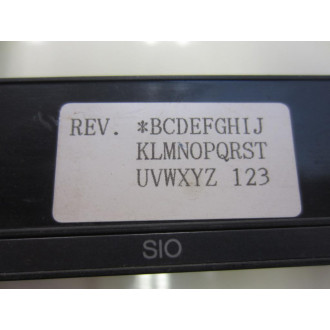 REV. *BCDEFGHIJ
KLMNOPQRST
UVWXYZ 123
SIO